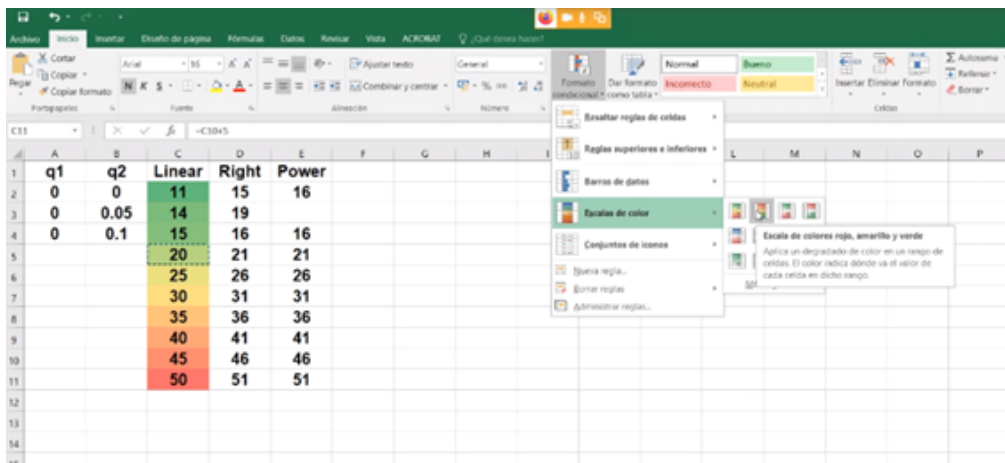 Archivo Inicio Insertar Diseño de página Fórmulas Datos Revisar Vista ACROBAT ¿Qué desea hacer?
Pegar
Cortar
Copiar
Copiar formato
Portapapeles
Arial 16
N K S
Fuente
Ajustar texto
Combinar y centrar
Alineación
General
% 000
Número
Formato condicional
Dar formato como tabla
Normal Bueno
Incorrecto Neutral
Insertar Eliminar Formato
Celdas
Autosuma
Rellenar
Borrar
C11 fx =C10+5
A B C D E F G H L M N O P
1 q1 q2 Linear Right Power
2 0 0 11 15 16
3 0 0.05 14 19
4 0 0.1 15 16 16
5 20 21 21
6 25 26 26
7 30 31 31
8 35 36 36
9 40 41 41
10 45 46 46
11 50 51 51
12
13
14
Resaltar reglas de celdas
Reglas superiores e inferiores
Barras de datos
Escalas de color
Conjuntos de iconos
Nueva regla...
Borrar reglas
Administrar reglas...
Escala de colores rojo, amarillo y verde
Aplica un degradado de color en un rango de
celdas. El color indica dónde va el valor de
cada celda en dicho rango.